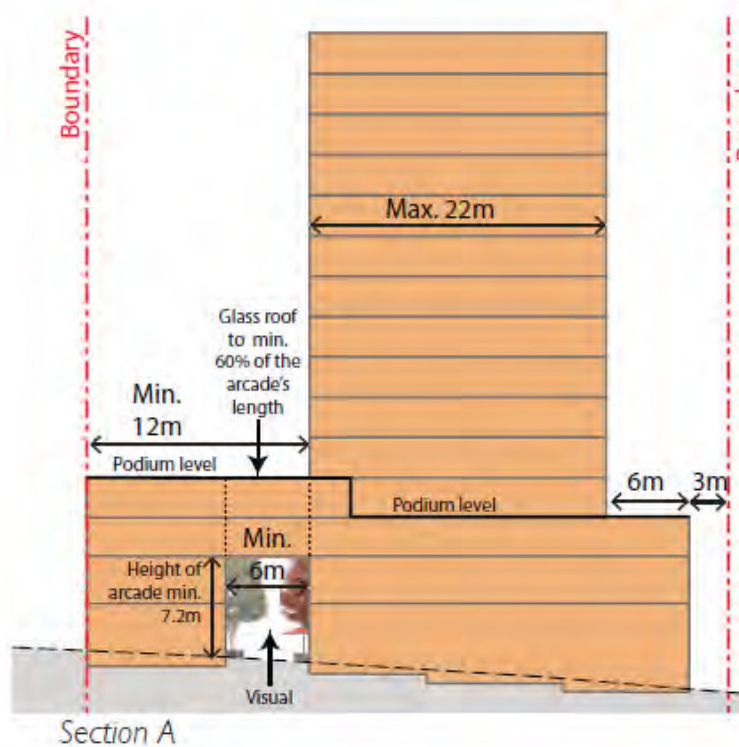 Boundary
Max. 22m
Glass roof
to min.
60% of the
arcade's
length
Min.
12m
Podium level
6m
3m
Podium level
Min.
6m
Height of
arcade min.
7.2m
Visual
Section A